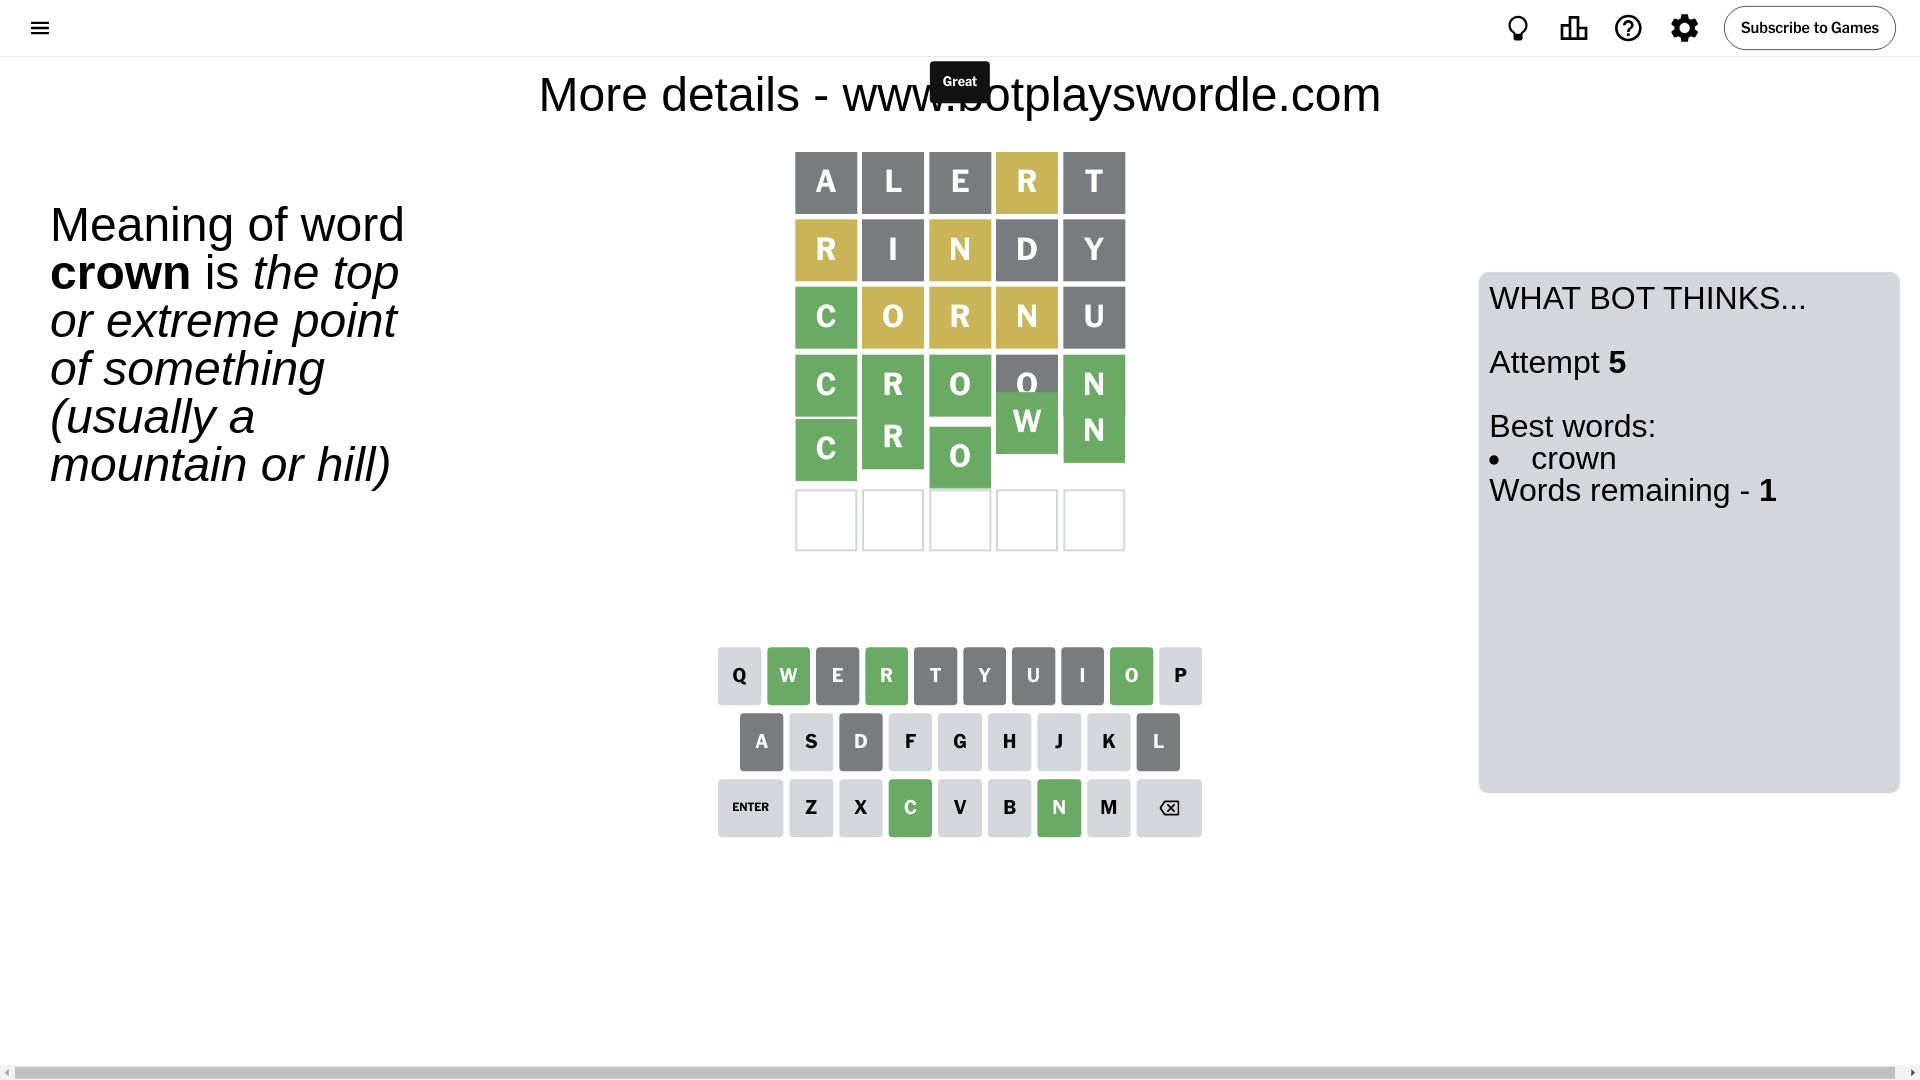 Subscribe to Games
Great
More details - www.botplayswordle.com
Meaning of word
crown is the top
or extreme point
of something
(usually a
mountain or hill)
A L E R T
R I N D Y
C O R N U
C R O O N
C R O W N
WHAT BOT THINKS...
Attempt 5
Best words:
• crown
Words remaining - 1
Q W E R T Y U I O P
A S D F G H J K L
ENTER Z X C V B N M